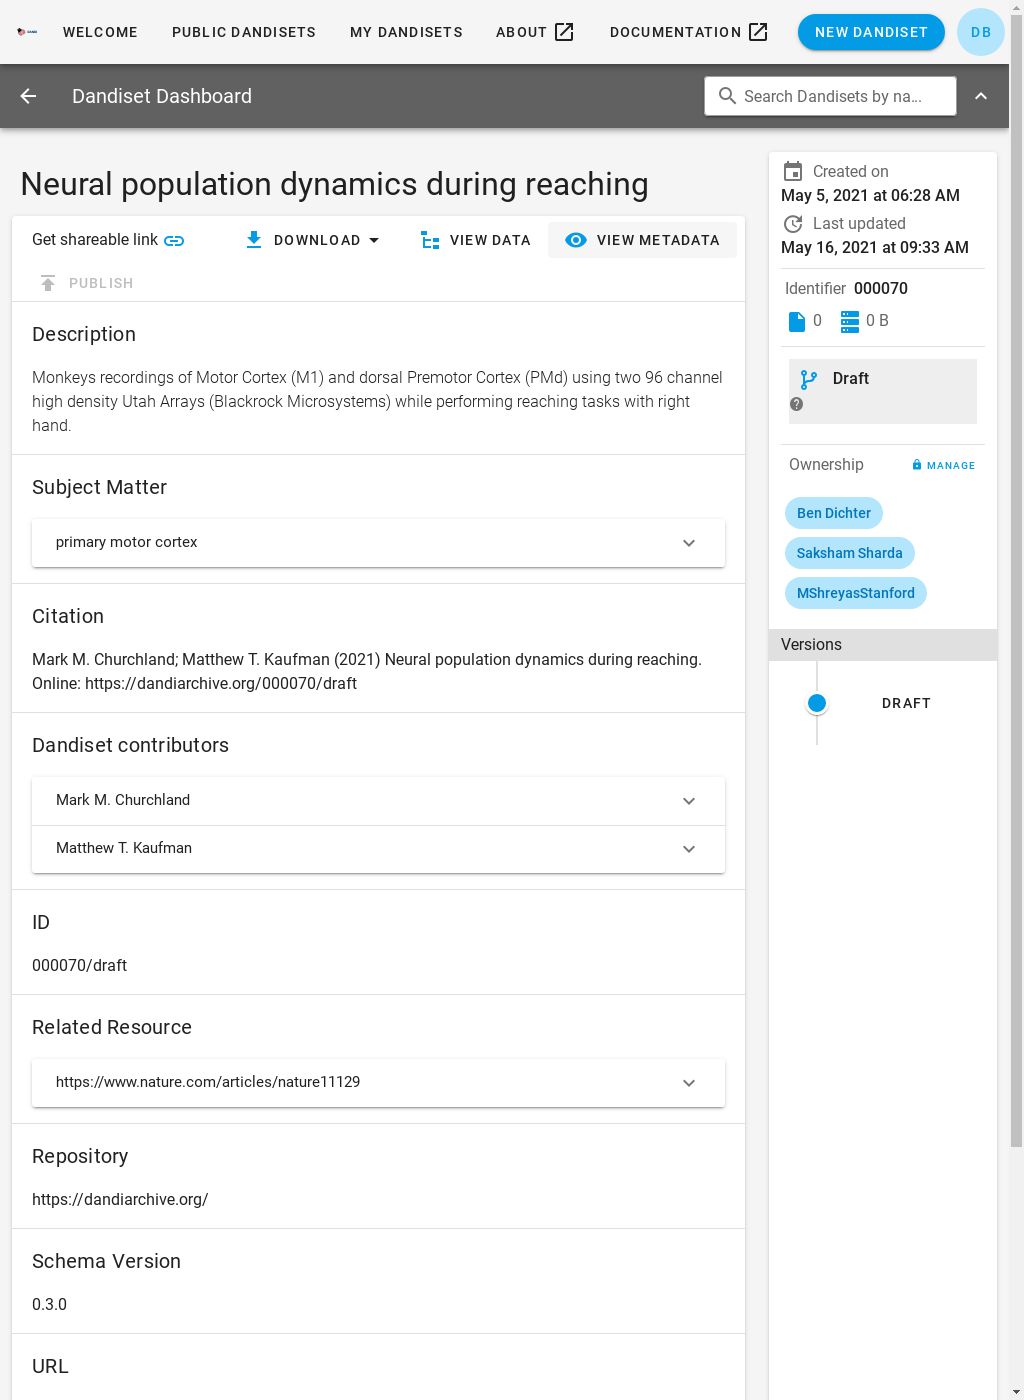 WELCOME PUBLIC DANDISETS MY DANDISETS ABOUT DOCUMENTATION NEW DANDISET DB
Dandiset Dashboard
Search Dandisets by na...
Neural population dynamics during reaching
Get shareable link DOWNLOAD VIEW DATA VIEW METADATA
PUBLISH
Description
Monkeys recordings of Motor Cortex (M1) and dorsal Premotor Cortex (PMd) using two 96 channel
high density Utah Arrays (Blackrock Microsystems) while performing reaching tasks with right
hand.
Subject Matter
primary motor cortex
Citation
Mark M. Churchland; Matthew T. Kaufman (2021) Neural population dynamics during reaching.
Online: https://dandiarchive.org/000070/draft
Dandiset contributors
Mark M. Churchland
Matthew T. Kaufman
ID
000070/draft
Related Resource
https://www.nature.com/articles/nature11129
Repository
https://dandiarchive.org/
Schema Version
0.3.0
URL
Created on
May 5, 2021 at 06:28 AM
Last updated
May 16, 2021 at 09:33 AM
Identifier 000070
0 0 B
Draft
Ownership MANAGE
Ben Dichter
Saksham Sharda
MShreyasStanford
Versions
DRAFT